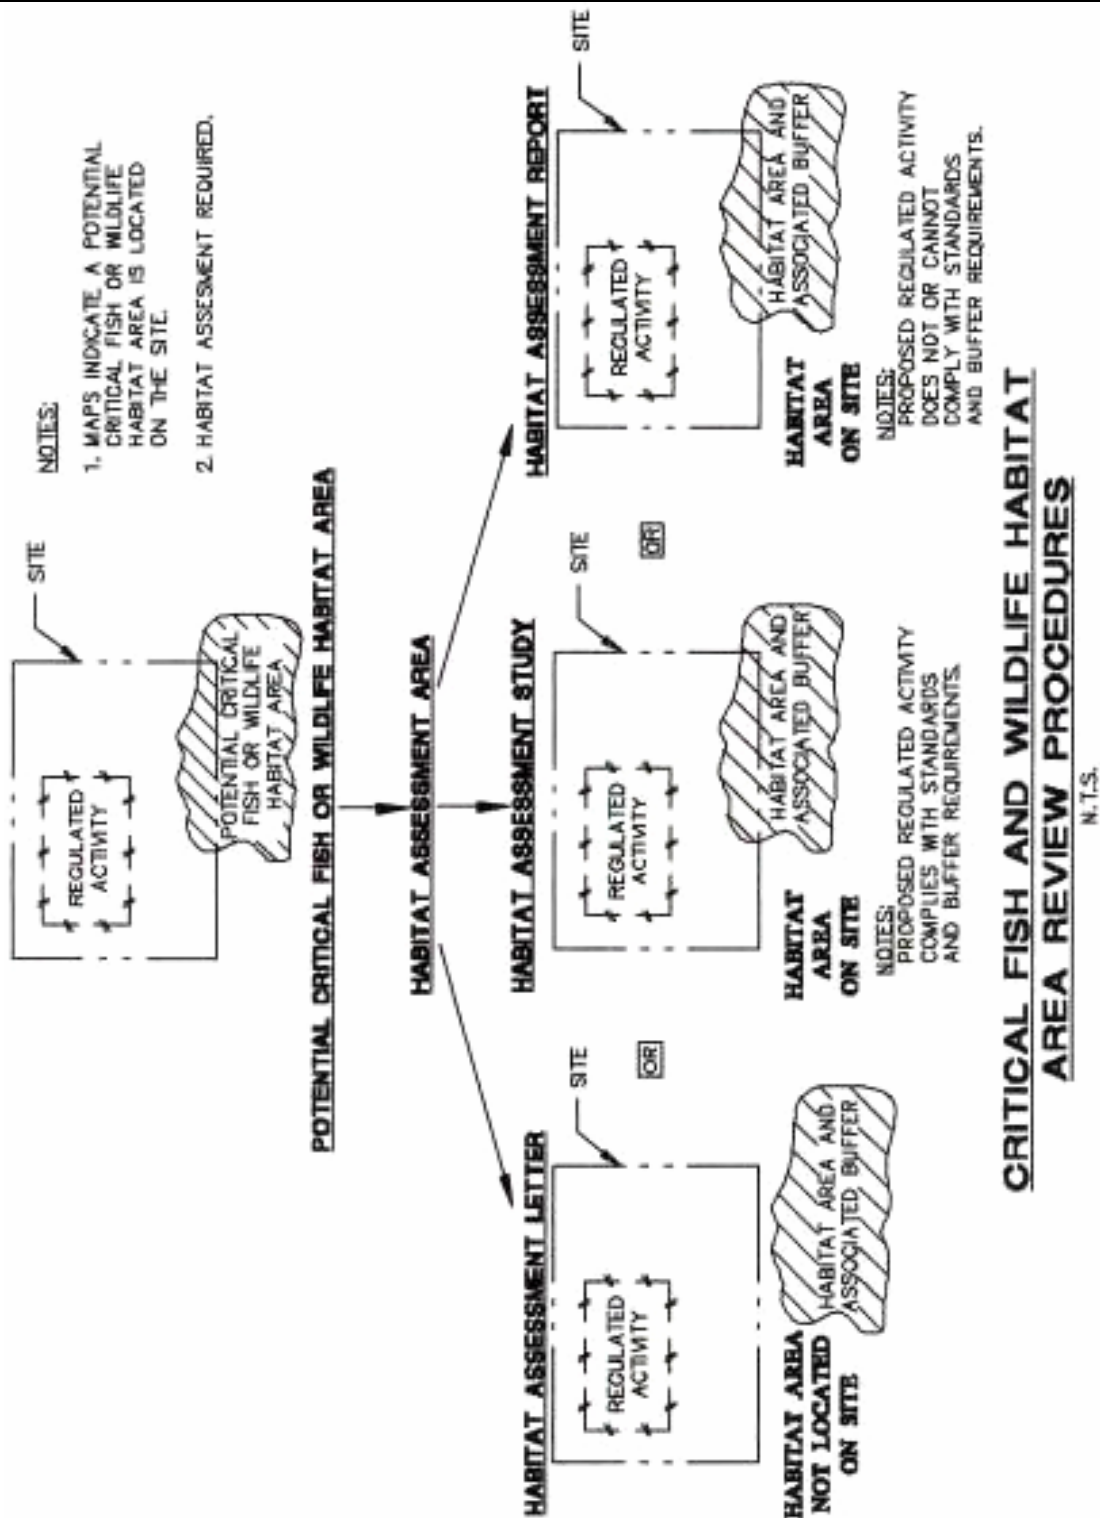 SITE
REGULATED
ACTIVITY
POTENTIAL CRITICAL
FISH OR WILDLIFE
HABITAT AREA
NOTES:
1. MAPS INDICATE A POTENTIAL
CRITICAL FISH OR WILDLIFE
HABITAT AREA IS LOCATED
ON THE SITE.
2. HABITAT ASSESMENT REQUIRED.
POTENTIAL CRITICAL FISH OR WILDLIFE HABITAT AREA
HABITAT ASSESSMENT AREA
HABITAT ASSESSMENT LETTER
SITE
REGULATED
ACTIVITY
HABITAT AREA AND
ASSOCIATED BUFFER
HABITAT AREA
NOT LOCATED
ON SITE
OR
HABITAT ASSESSMENT STUDY
SITE
REGULATED
ACTIVITY
HABITAT AREA AND
ASSOCIATED BUFFER
HABITAT
AREA
ON SITE
NOTES:
PROPOSED REGULATED ACTIVITY
COMPLIES WITH STANDARDS
AND BUFFER REQUIREMENTS.
OR
HABITAT ASSESSMENT REPORT
SITE
REGULATED
ACTIVITY
HABITAT AREA AND
ASSOCIATED BUFFER
HABITAT
AREA
ON SITE
NOTES:
PROPOSED REGULATED ACTIVITY
DOES NOT OR CANNOT
COMPLY WITH STANDARDS
AND BUFFER REQUIREMENTS.
CRITICAL FISH AND WILDLIFE HABITAT
AREA REVIEW PROCEDURES
N.T.S.